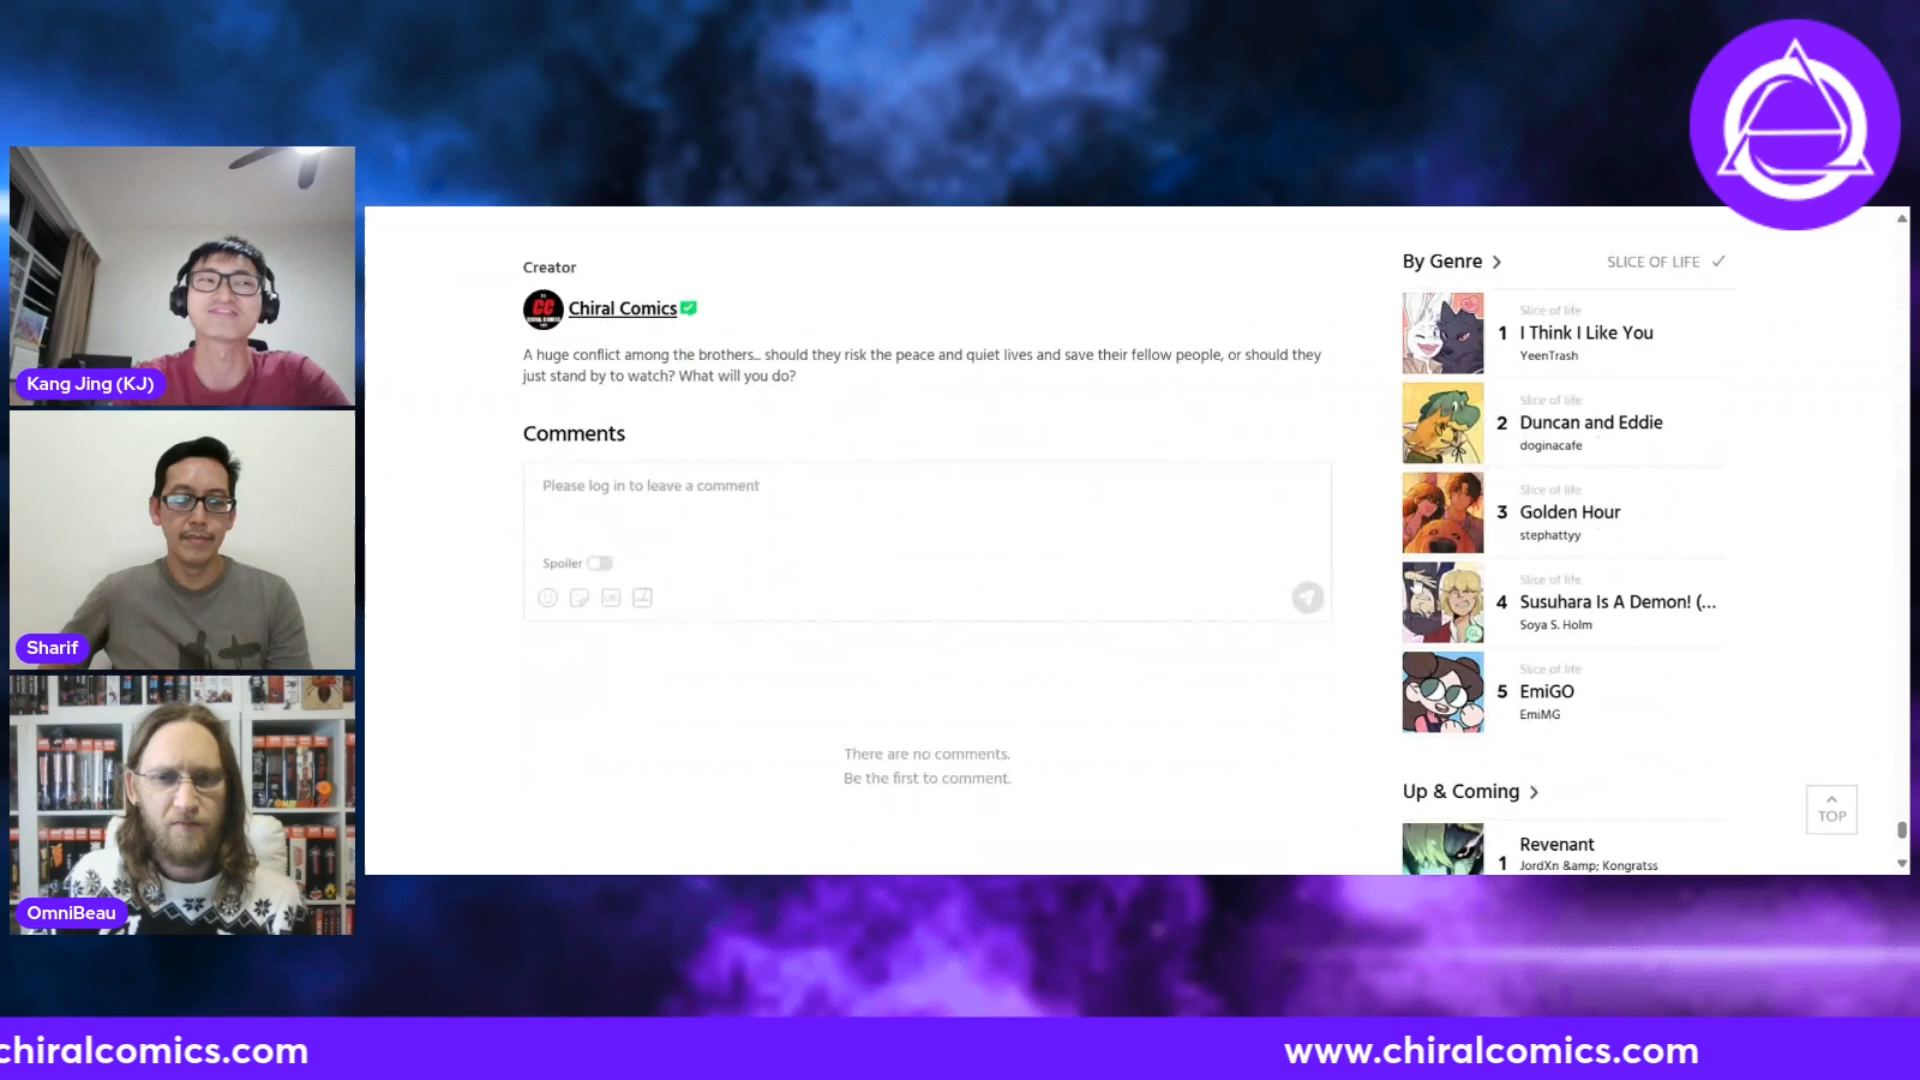 Kang Jing (KJ)
Sharif
OmniBeau
Creator
CC
Chiral Comics
A huge conflict among the brothers... should they risk the peace and quiet lives and save their fellow people, or should they
just stand by to watch? What will you do?
Comments
Please log in to leave a comment
Spoiler
There are no comments.
Be the first to comment.
By Genre
SLICE OF LIFE
Slice of life
1 I Think I Like You
YeenTrash
Slice of life
2 Duncan and Eddie
doginacafe
Slice of life
3 Golden Hour
stephattyy
Slice of life
4 Susuhara Is A Demon! (...
Soya S. Holm
Slice of life
5 EmiGO
EmiMG
Up & Coming
Revenant
1 JordXn &amp; Kongratss
TOP
chiralcomics.com
www.chiralcomics.com